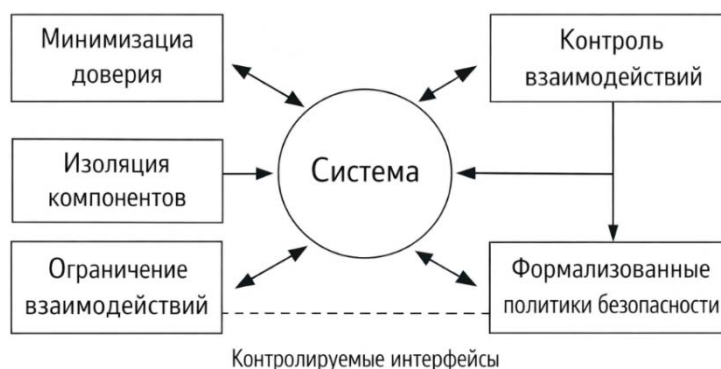 Минимизациа
доверия
Контроль
взаимодействий
Изоляция
компонентов
Система
Ограничение
взаимодействий
Формализованные
политики безопасности
Контролируемые интерфейсы